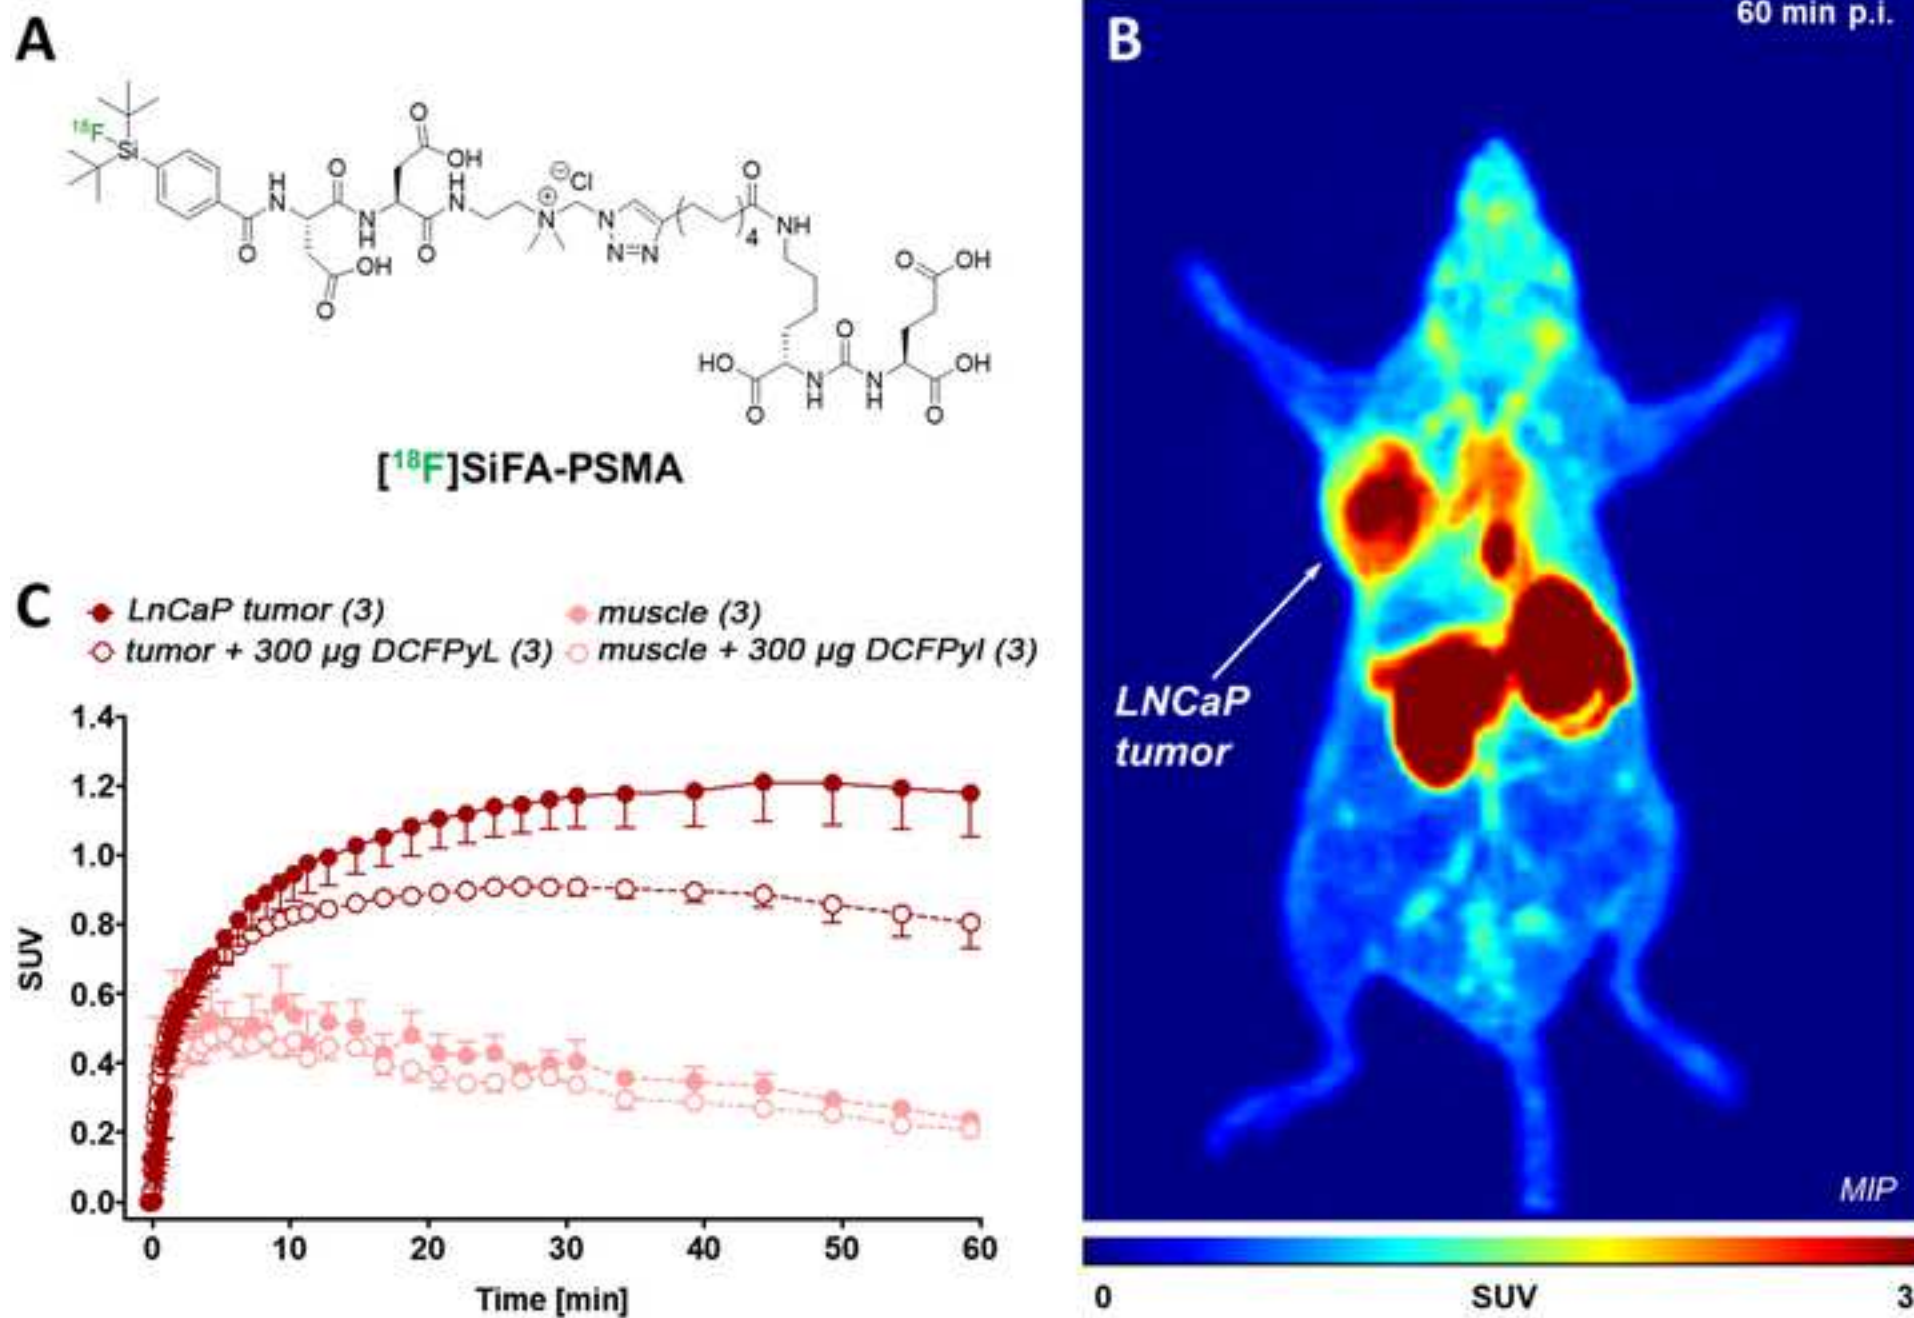 A
18F
Si
O
OH
H
N
O
O
N
H
O
OH
O
H
N
O
N
⊕
⊖Cl
N
N=N
4
O
NH
O
OH
HO
O
N
H
O
N
H
O
OH
[18F]SiFA-PSMA
B
60 min p.i.
LNCaP
tumor
MIP
0 SUV 3
C
LnCaP tumor (3) muscle (3)
tumor + 300 µg DCFPyL (3) muscle + 300 µg DCFPyl (3)
SUV
1.4
1.2
1.0
0.8
0.6
0.4
0.2
0.0
0 10 20 30 40 50 60
Time [min]